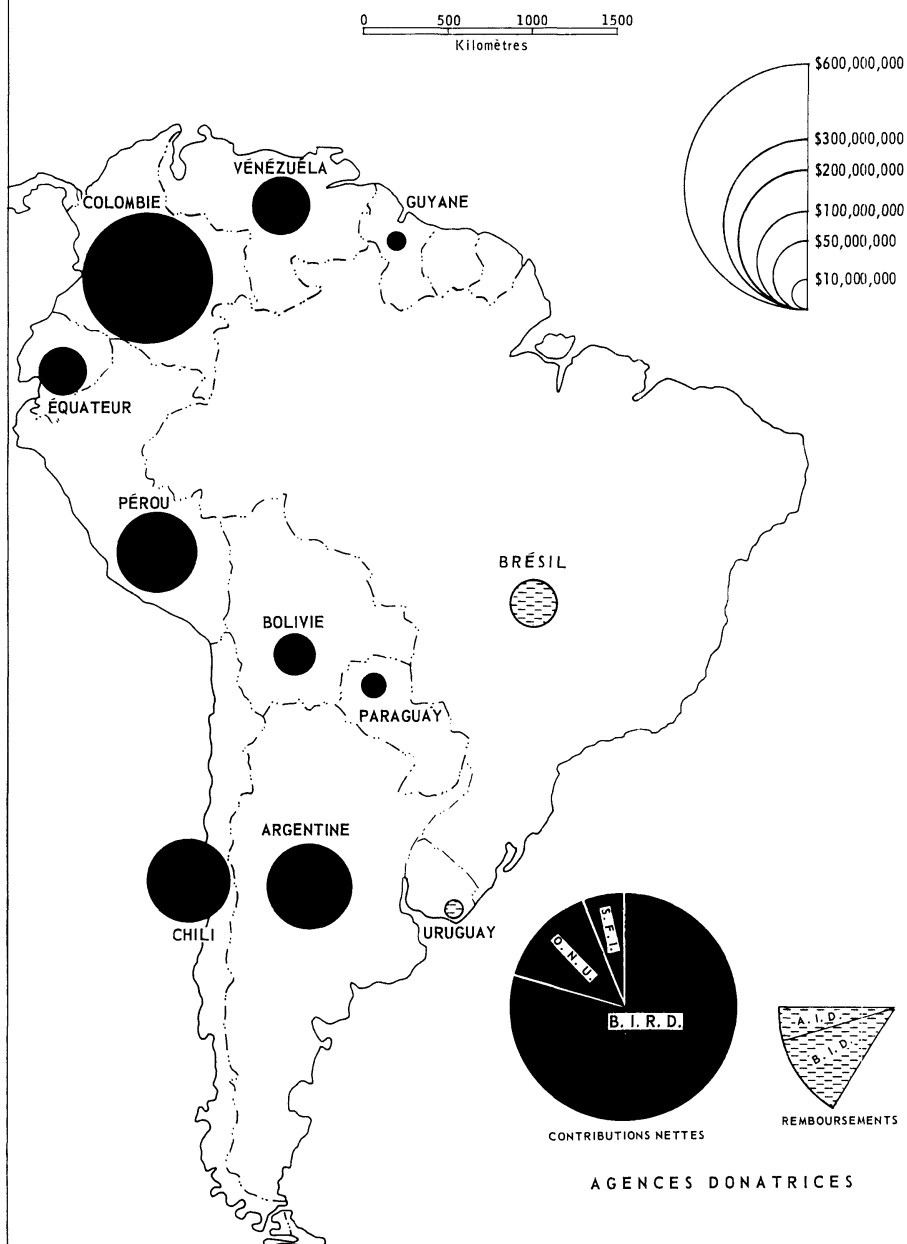 0 500 1000 1500
Kilomètres
$600,000,000
$300,000,000
$200,000,000
$100,000,000
$50,000,000
$10,000,000
VÉNÉZUÉLA
COLOMBIE
GUYANE
ÉQUATEUR
PÉROU
BRÉSIL
BOLIVIE
PARAGUAY
ARGENTINE
CHILI
URUGUAY
S. F. I.
O. N. U.
B. I. R. D.
A. I. D.
B. I. D.
REMBOURSEMENTS
CONTRIBUTIONS NETTES
AGENCES DONATRICES